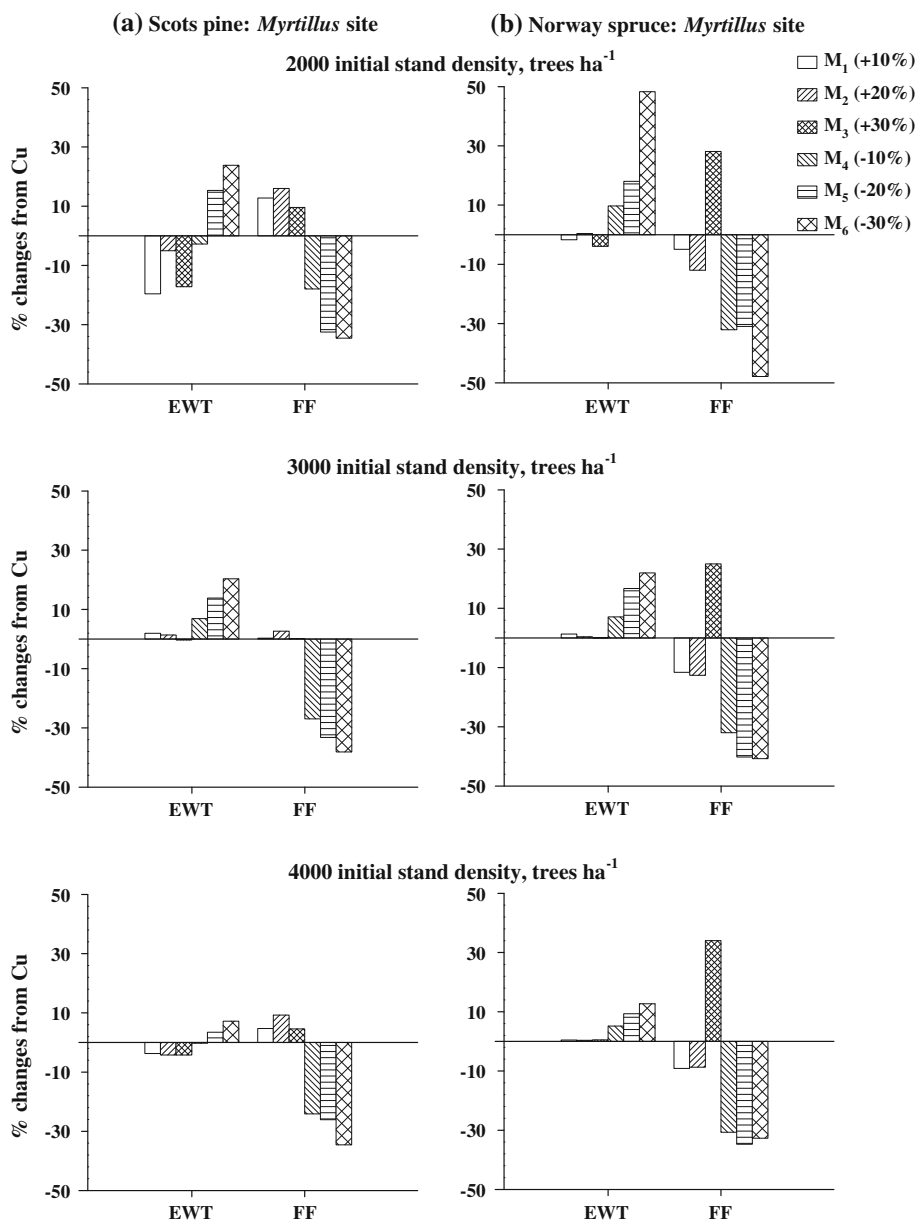 (a) Scots pine: Myrtillus site
(b) Norway spruce: Myrtillus site
2000 initial stand density, trees ha⁻¹
M₁ (+10%)
M₂ (+20%)
M₃ (+30%)
M₄ (-10%)
M₅ (-20%)
M₆ (-30%)
% changes from Cu
50
30
10
-10
-30
-50
EWT FF
50
30
10
-10
-30
-50
EWT FF
3000 initial stand density, trees ha⁻¹
% changes from Cu
50
30
10
-10
-30
-50
EWT FF
50
30
10
-10
-30
-50
EWT FF
4000 initial stand density, trees ha⁻¹
% changes from Cu
50
30
10
-10
-30
-50
EWT FF
50
30
10
-10
-30
-50
EWT FF